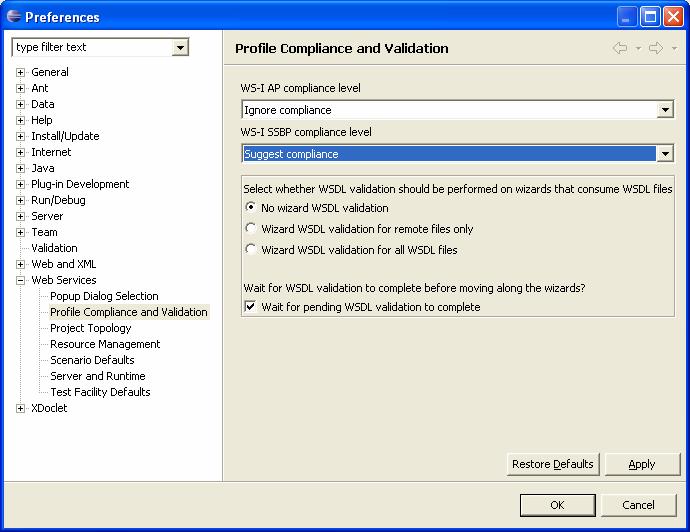 Preferences
type filter text
General
Ant
Data
Help
Install/Update
Internet
Java
Plug-in Development
Run/Debug
Server
Team
Validation
Web and XML
Web Services
Popup Dialog Selection
Profile Compliance and Validation
Project Topology
Resource Management
Scenario Defaults
Server and Runtime
Test Facility Defaults
XDoclet
Profile Compliance and Validation
WS-I AP compliance level
Ignore compliance
WS-I SSBP compliance level
Suggest compliance
Select whether WSDL validation should be performed on wizards that consume WSDL files
No wizard WSDL validation
Wizard WSDL validation for remote files only
Wizard WSDL validation for all WSDL files
Wait for WSDL validation to complete before moving along the wizards?
Wait for pending WSDL validation to complete
Restore Defaults
Apply
OK
Cancel